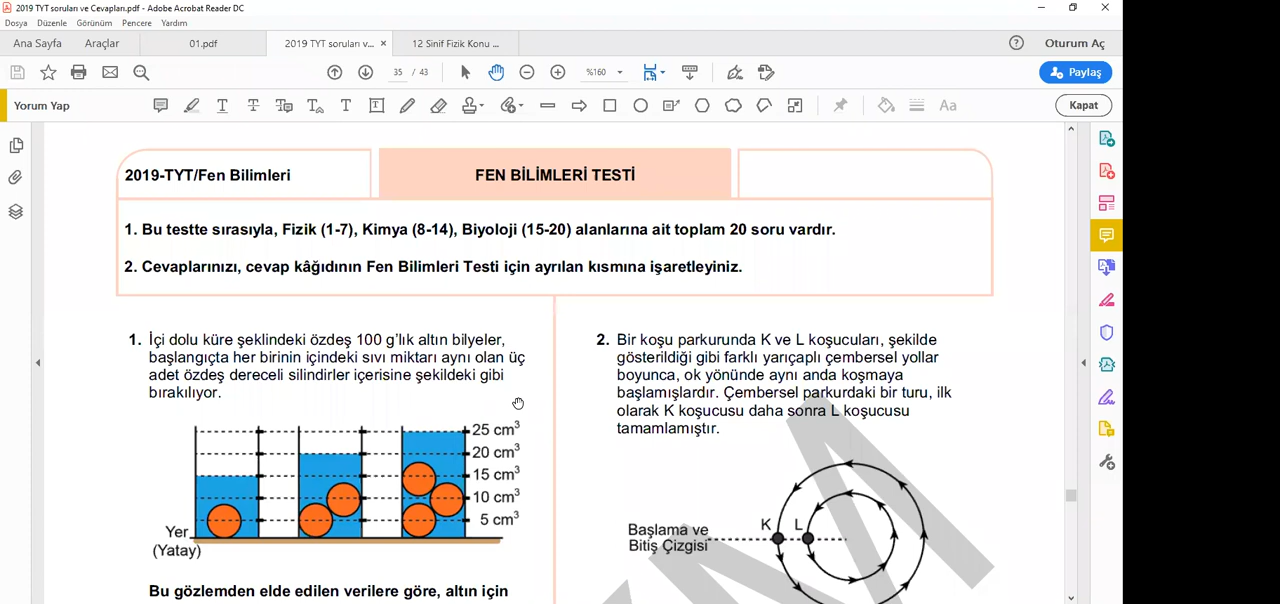 2019 TYT soruları ve Cevapları.pdf - Adobe Acrobat Reader DC
Dosya Düzenle Görünüm Pencere Yardım
Ana Sayfa Araçlar 01.pdf 2019 TYT soruları v... × 12 Sinif Fizik Konu ... ? Oturum Aç
35 / 43 %160 Paylaş
Yorum Yap T T T T T T Aa Kapat
2019-TYT/Fen Bilimleri
FEN BİLİMLERİ TESTİ
1. Bu testte sırasıyla, Fizik (1-7), Kimya (8-14), Biyoloji (15-20) alanlarına ait toplam 20 soru vardır.
2. Cevaplarınızı, cevap kâğıdının Fen Bilimleri Testi için ayrılan kısmına işaretleyiniz.
1. İçi dolu küre şeklindeki özdeş 100 g'lık altın bilyeler,
başlangıçta her birinin içindeki sıvı miktarı aynı olan üç
adet özdeş dereceli silindirler içerisine şekildeki gibi
bırakılıyor.
25 cm³
20 cm³
15 cm³
10 cm³
5 cm³
Yer
(Yatay)
Bu gözlemden elde edilen verilere göre, altın için
2. Bir koşu parkurunda K ve L koşucuları, şekilde
gösterildiği gibi farklı yarıçaplı çembersel yollar
boyunca, ok yönünde aynı anda koşmaya
başlamışlardır. Çembersel parkurdaki bir turu, ilk
olarak K koşucusu daha sonra L koşucusu
tamamlamıştır.
K L
Başlama ve
Bitiş Çizgisi